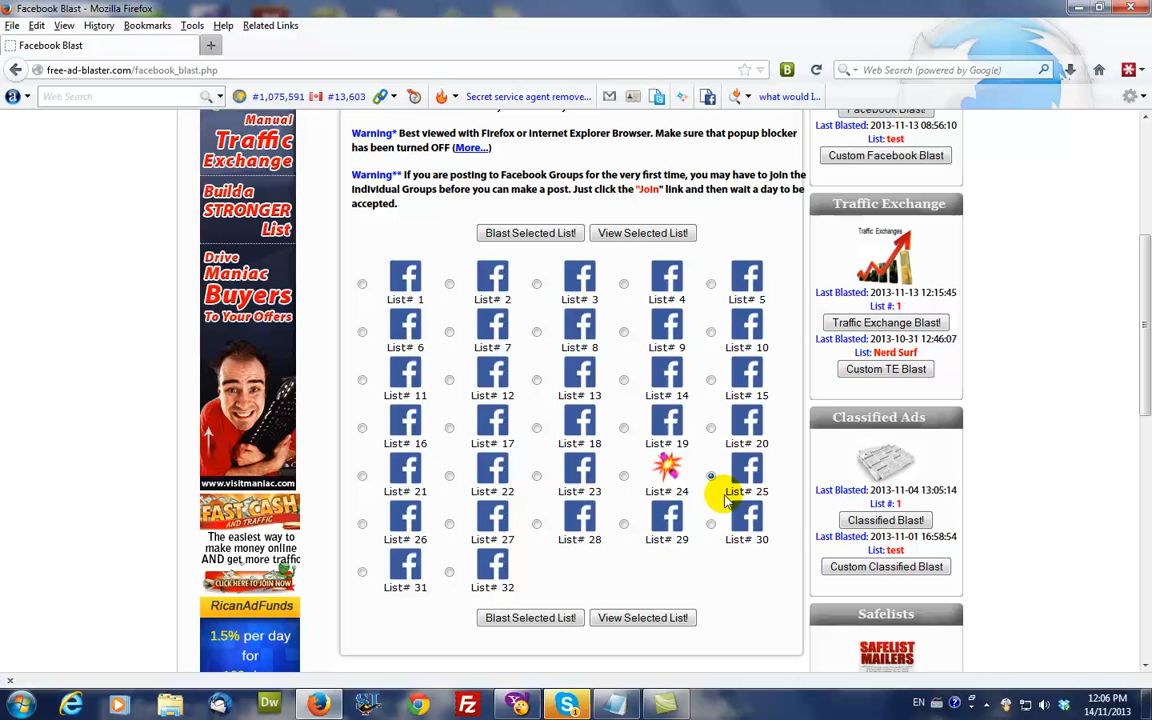 Facebook Blast - Mozilla Firefox
File Edit View History Bookmarks Tools Help Related Links
Facebook Blast
free-ad-blaster.com/facebook_blast.php
Web Search (powered by Google)
Web Search
#1,075,591
#13,603
Secret service agent remove...
what would I...
Manual
Traffic
Exchange
Build a
STRONGER
List
Drive
Maniac
Buyers
To Your Offers
www.visitmaniac.com
FAST CASH
AND TRAFFIC
The easiest way to
make money online
AND get more traffic
CLICK HERE TO JOIN NOW
RicanAdFunds
1.5% per day
for
Warning* Best viewed with Firefox or Internet Explorer Browser. Make sure that popup blocker
has been turned OFF (More...)
Warning** If you are posting to Facebook Groups for the very first time, you may have to join the
individual Groups before you can make a post. Just click the "Join" link and then wait a day to be
accepted.
Blast Selected List! View Selected List!
List# 1 List# 2 List# 3 List# 4 List# 5
List# 6 List# 7 List# 8 List# 9 List# 10
List# 11 List# 12 List# 13 List# 14 List# 15
List# 16 List# 17 List# 18 List# 19 List# 20
List# 21 List# 22 List# 23 List# 24 List# 25
List# 26 List# 27 List# 28 List# 29 List# 30
List# 31 List# 32
Blast Selected List! View Selected List!
Facebook Blast!
Last Blasted: 2013-11-13 08:56:10
List: test
Custom Facebook Blast
Traffic Exchange
Traffic Exchanges
Last Blasted: 2013-11-13 12:15:45
List #: 1
Traffic Exchange Blast!
Last Blasted: 2013-10-31 12:46:07
List: Nerd Surf
Custom TE Blast
Classified Ads
Last Blasted: 2013-11-04 13:05:14
List #: 1
Classified Blast!
Last Blasted: 2013-11-01 16:58:54
List: test
Custom Classified Blast
Safelists
SAFELIST
MAILERS
EN
12:06 PM
14/11/2013